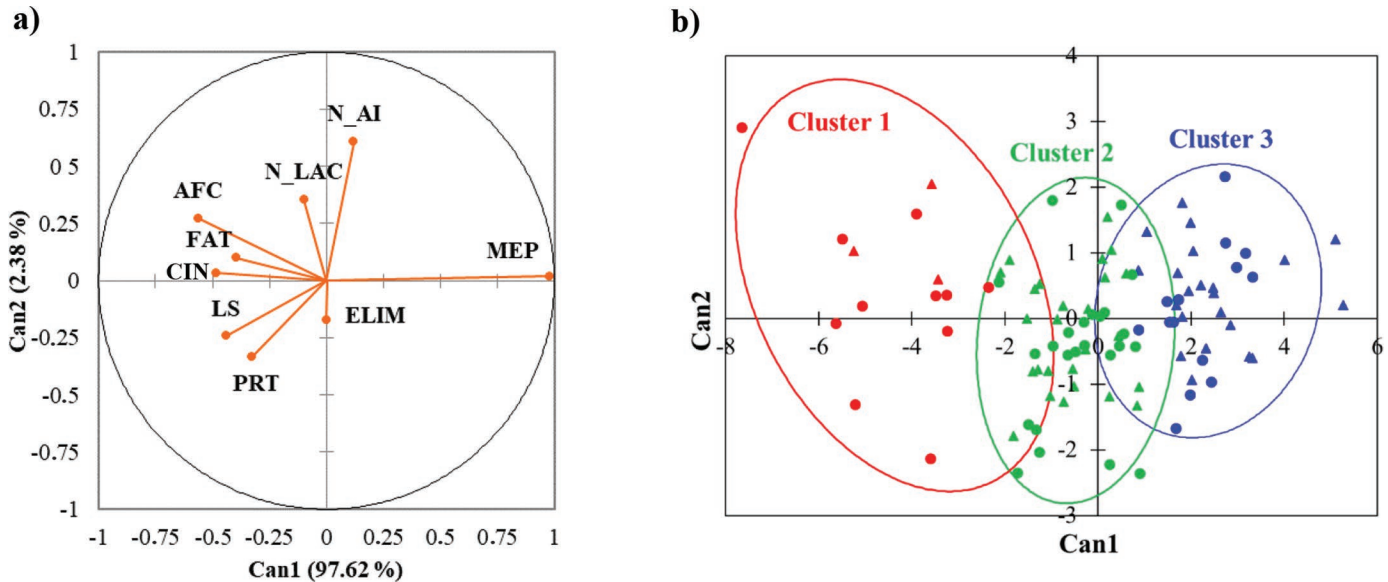 a)
1
0.75
0.5
0.25
0
-0.25
-0.5
-0.75
-1
Can2 (2.38 %)
N_AI
N_LAC
AFC
FAT
CIN
LS
PRT
ELIM
MEP
-1 -0.75 -0.5 -0.25 0 0.25 0.5 0.75 1
Can1 (97.62 %)
b)
4
3
2
1
0
-1
-2
-3
Can2
Cluster 1
Cluster 2
Cluster 3
-8 -6 -4 -2 0 2 4 6
Can1